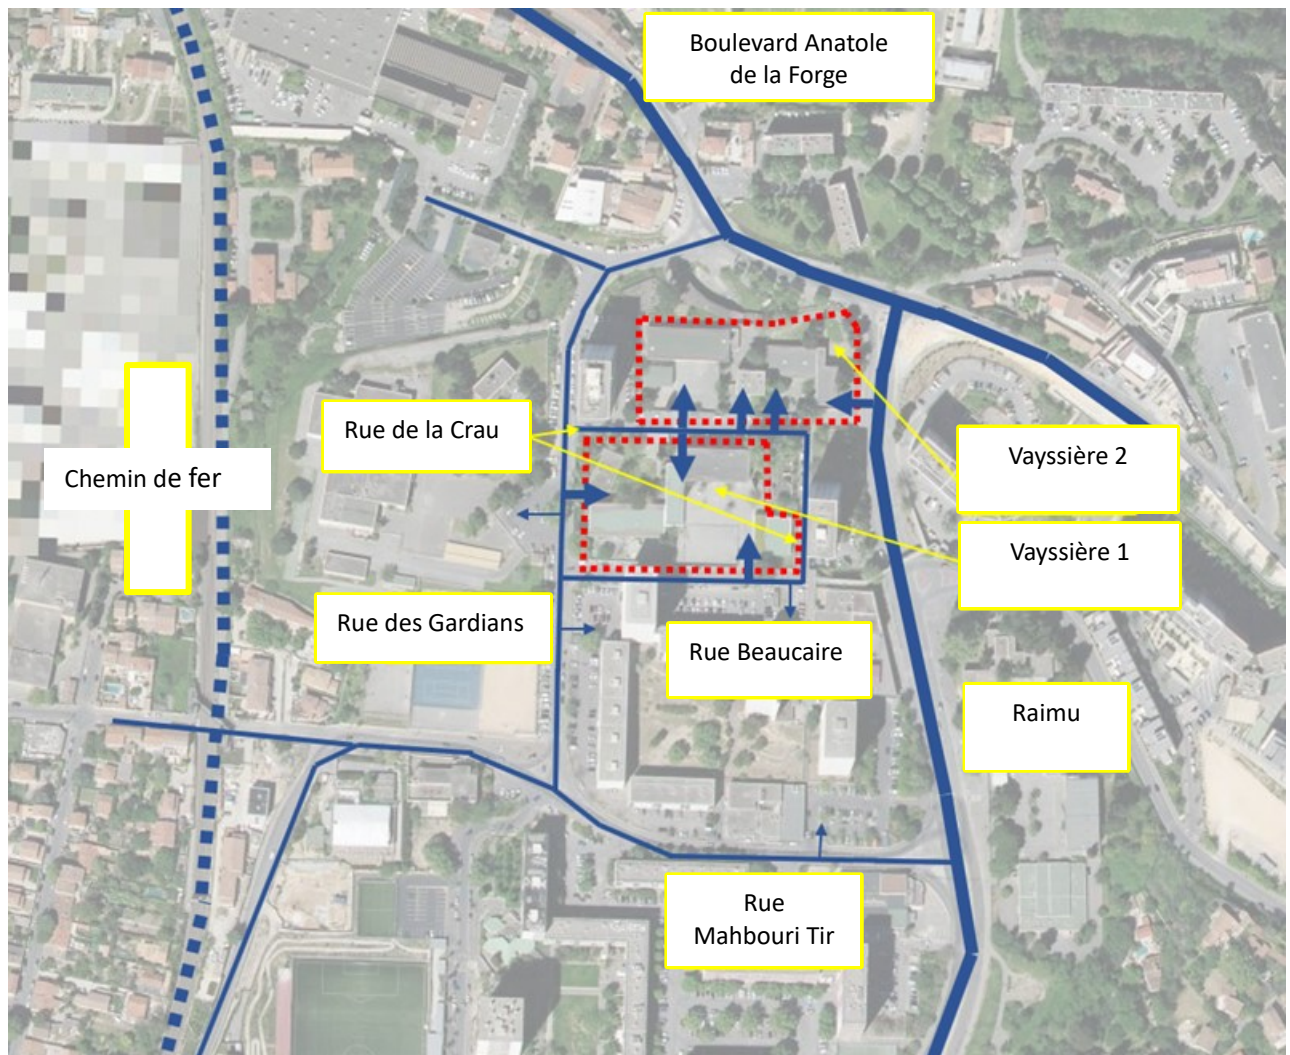 Boulevard Anatole
de la Forge
Rue de la Crau
Chemin de fer
Vayssière 2
Vayssière 1
Rue des Gardians
Rue Beaucaire
Raimu
Rue
Mahbouri Tir